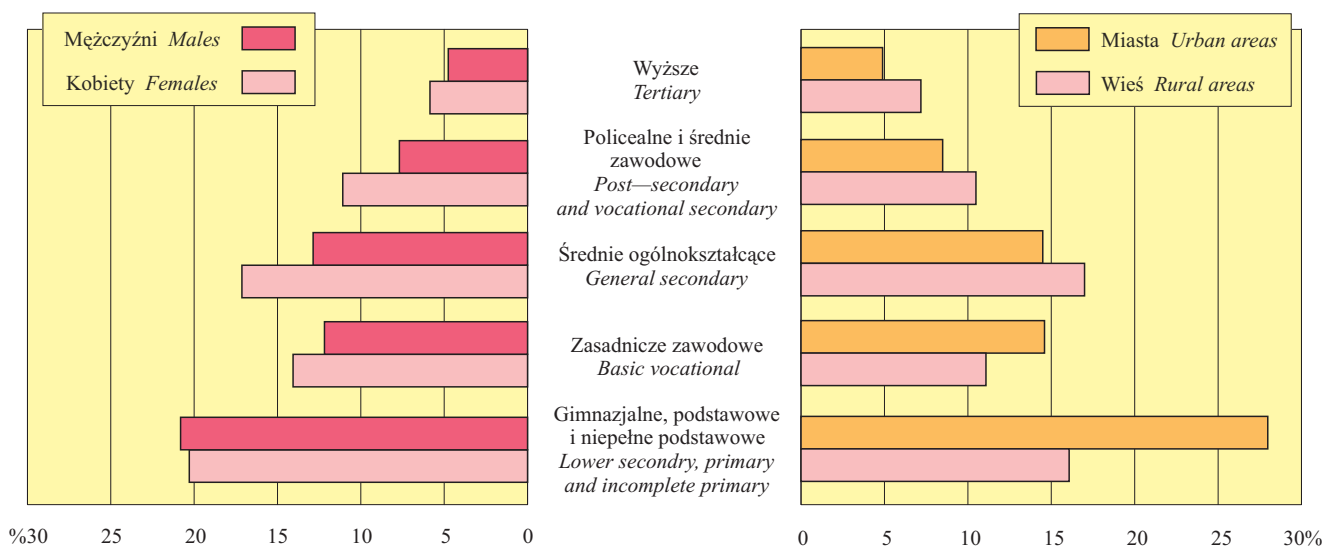 Mężczyźni Males
Kobiety Females
Miasta Urban areas
Wieś Rural areas
Wyższe
Tertiary
Policealne i średnie
zawodowe
Post—secondary
and vocational secondary
Średnie ogólnokształcące
General secondary
Zasadnicze zawodowe
Basic vocational
Gimnazjalne, podstawowe
i niepełne podstawowe
Lower secondry, primary
and incomplete primary
%30 25 20 15 10 5 0
0 5 10 15 20 25 30%